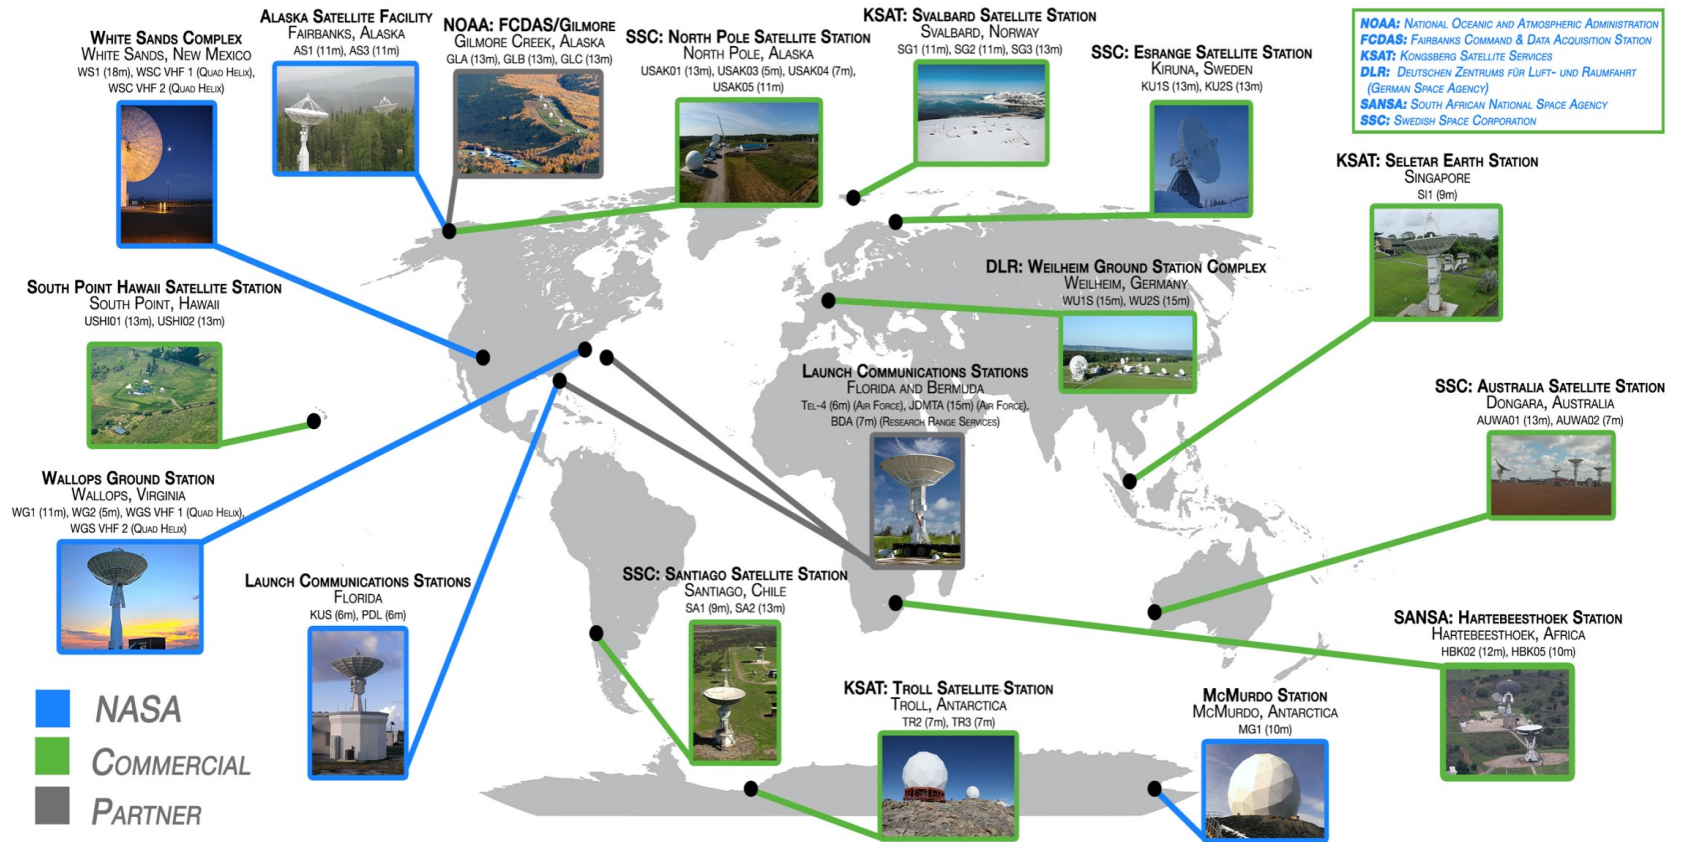 White Sands Complex
White Sands, New Mexico
WS1 (18m), WSC VHF 1 (Quad Helix),
WSC VHF 2 (Quad Helix)
Alaska Satellite Facility
Fairbanks, Alaska
AS1 (11m), AS3 (11m)
NOAA: FCDAS/Gilmore
Gilmore Creek, Alaska
GLA (13m), GLB (13m), GLC (13m)
SSC: North Pole Satellite Station
North Pole, Alaska
USAK01 (13m), USAK03 (5m), USAK04 (7m),
USAK05 (11m)
KSAT: Svalbard Satellite Station
Svalbard, Norway
SG1 (11m), SG2 (11m), SG3 (13m)
SSC: Esrange Satellite Station
Kiruna, Sweden
KU1S (13m), KU2S (13m)
NOAA: National Oceanic and Atmospheric Administration
FCDAS: Fairbanks Command & Data Acquisition Station
KSAT: Kongsberg Satellite Services
DLR: Deutschen Zentrums für Luft- und Raumfahrt
(German Space Agency)
SANSA: South African National Space Agency
SSC: Swedish Space Corporation
KSAT: Seletar Earth Station
Singapore
SI1 (9m)
South Point Hawaii Satellite Station
South Point, Hawaii
USHI01 (13m), USHI02 (13m)
DLR: Weilheim Ground Station Complex
Weilheim, Germany
WU1S (15m), WU2S (15m)
Launch Communications Stations
Florida and Bermuda
Tel-4 (6m) (Air Force), JDMTA (15m) (Air Force),
BDA (7m) (Research Range Services)
SSC: Australia Satellite Station
Dongara, Australia
AUWA01 (13m), AUWA02 (7m)
Wallops Ground Station
Wallops, Virginia
WG1 (11m), WG2 (5m), WGS VHF 1 (Quad Helix),
WGS VHF 2 (Quad Helix)
Launch Communications Stations
Florida
KUS (6m), PDL (6m)
SSC: Santiago Satellite Station
Santiago, Chile
SA1 (9m), SA2 (13m)
SANSA: Hartebeesthoek Station
Hartebeesthoek, Africa
HBK02 (12m), HBK05 (10m)
KSAT: Troll Satellite Station
Troll, Antarctica
TR2 (7m), TR3 (7m)
McMurdo Station
McMurdo, Antarctica
MG1 (10m)
NASA
Commercial
Partner